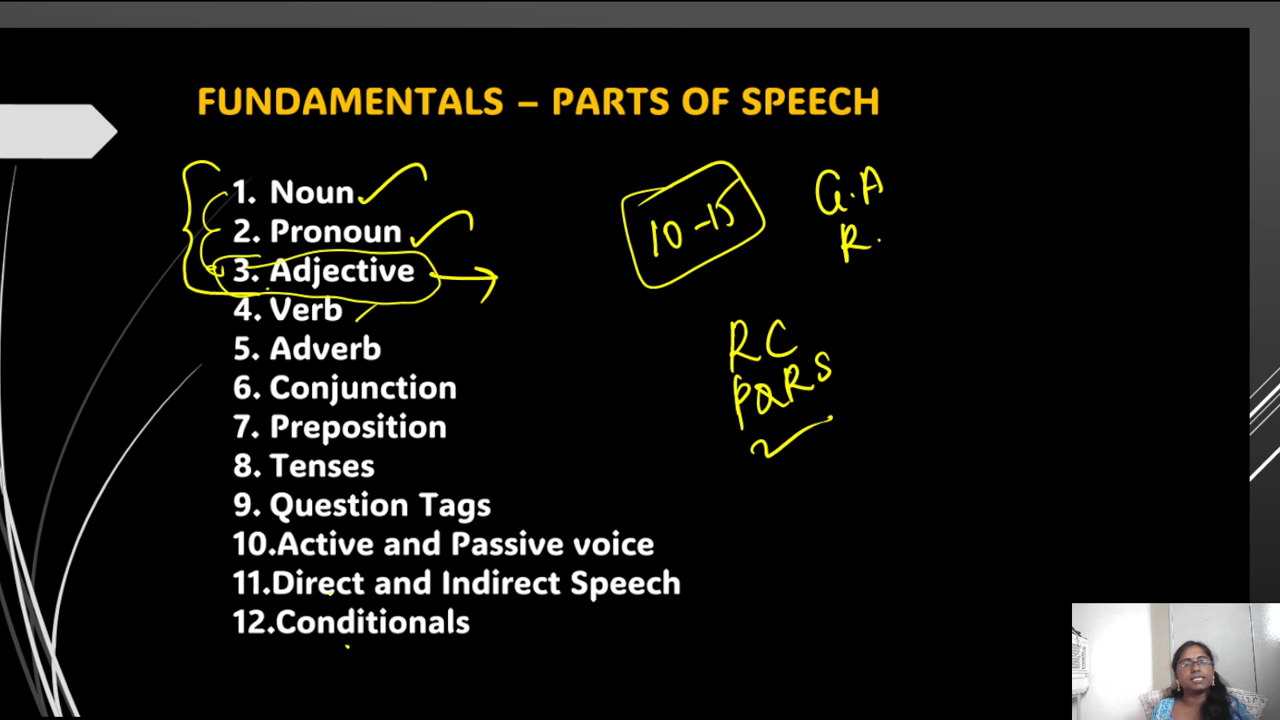 FUNDAMENTALS – PARTS OF SPEECH
1. Noun
2. Pronoun
3. Adjective
4. Verb
5. Adverb
6. Conjunction
7. Preposition
8. Tenses
9. Question Tags
10.Active and Passive voice
11.Direct and Indirect Speech
12.Conditionals
10-15
G.A
R.
RC
PQRS